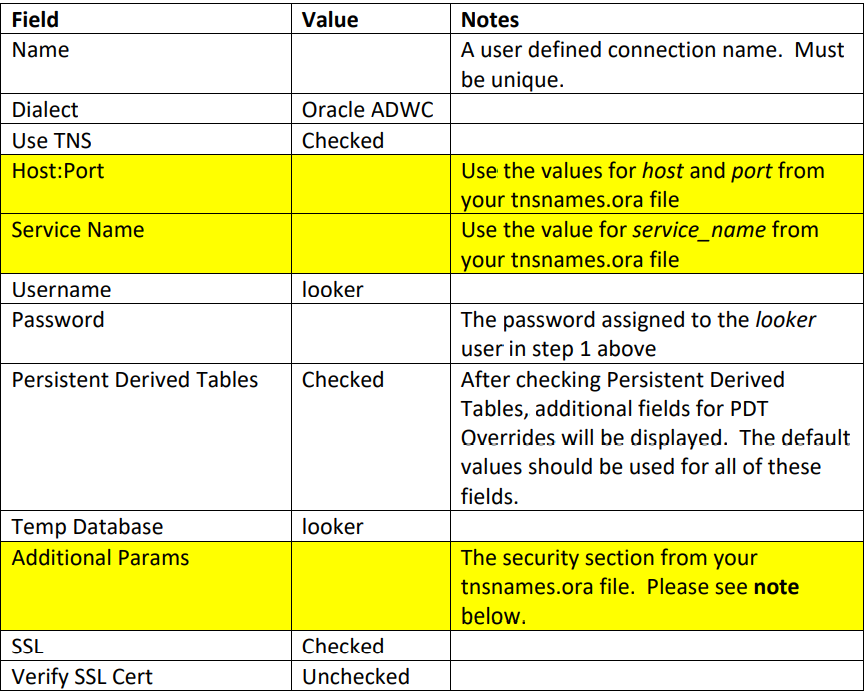 Field Value Notes
Name A user defined connection name. Must
be unique.
Dialect Oracle ADWC
Use TNS Checked
Host:Port Use the values for host and port from
your tnsnames.ora file
Service Name Use the value for service_name from
your tnsnames.ora file
Username looker
Password The password assigned to the looker
user in step 1 above
Persistent Derived Tables Checked After checking Persistent Derived
Tables, additional fields for PDT
Overrides will be displayed. The default
values should be used for all of these
fields.
Temp Database looker
Additional Params The security section from your
tnsnames.ora file. Please see note
below.
SSL Checked
Verify SSL Cert Unchecked